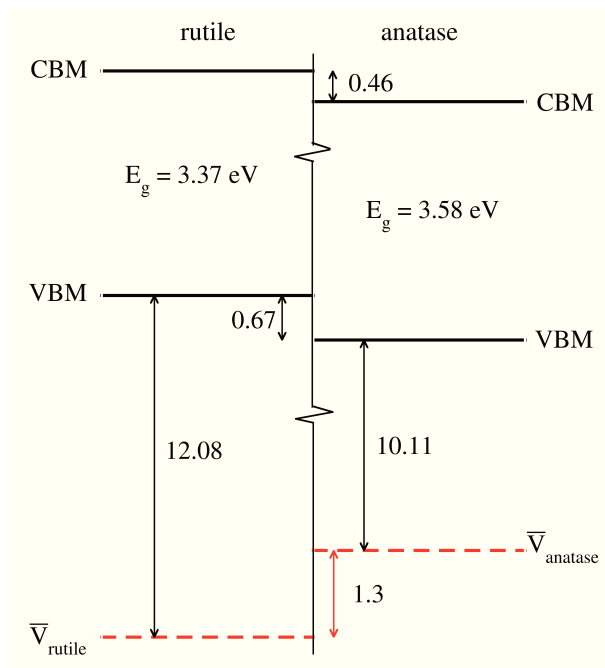 rutile
anatase
CBM
0.46
CBM
E_g = 3.37 eV
E_g = 3.58 eV
VBM
0.67
VBM
12.08
10.11
V̅_anatase
1.3
V̅_rutile